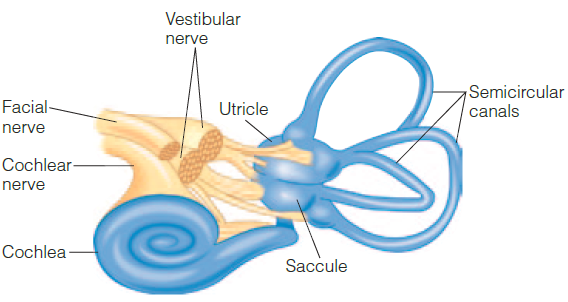 Vestibular
nerve
Facial
nerve
Utricle
Semicircular
canals
Cochlear
nerve
Cochlea
Saccule